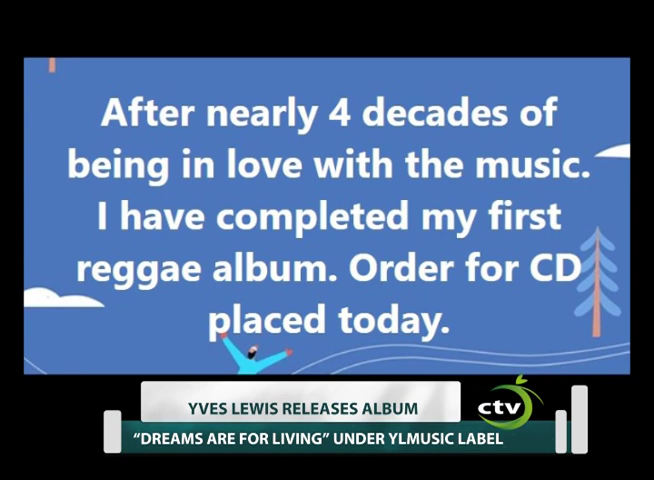 After nearly 4 decades of
being in love with the music.
I have completed my first
reggae album. Order for CD
placed today.
YVES LEWIS RELEASES ALBUM
ctv
“DREAMS ARE FOR LIVING” UNDER YLMUSIC LABEL